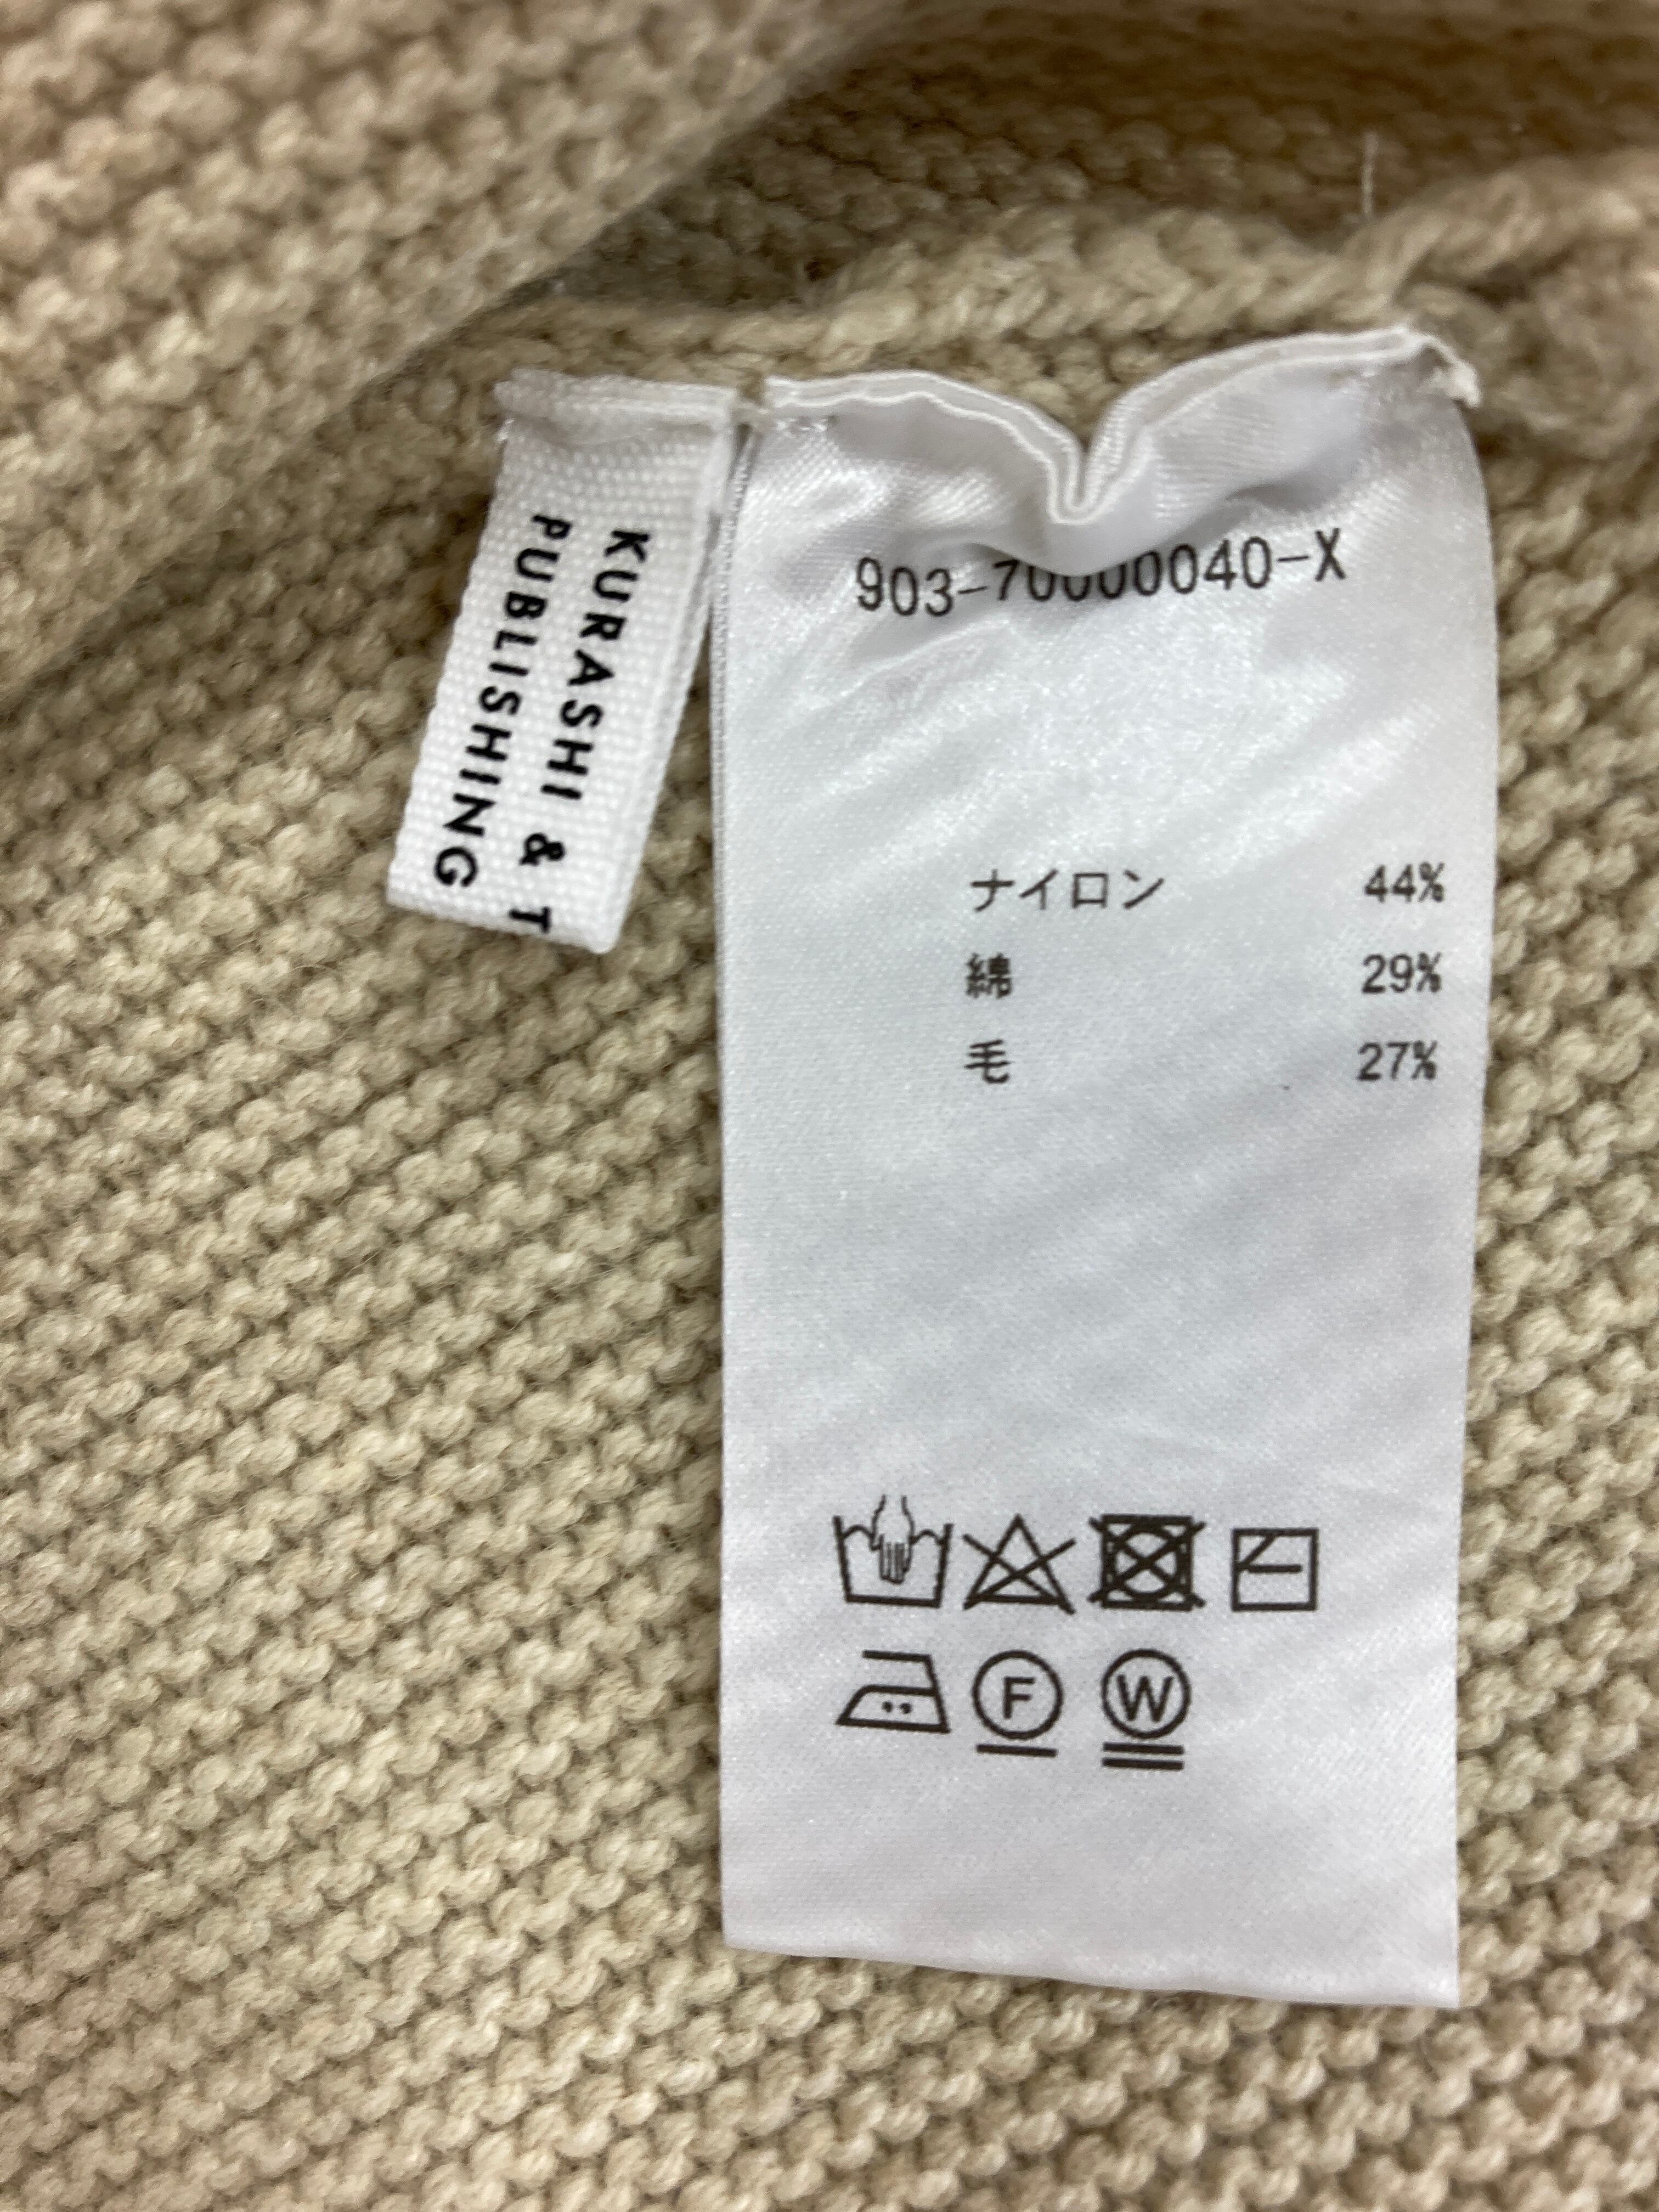 KURASHI & T
PUBLISHING
903-70000040-X
ナイロン 44%
綿 29%
毛 27%
F
W